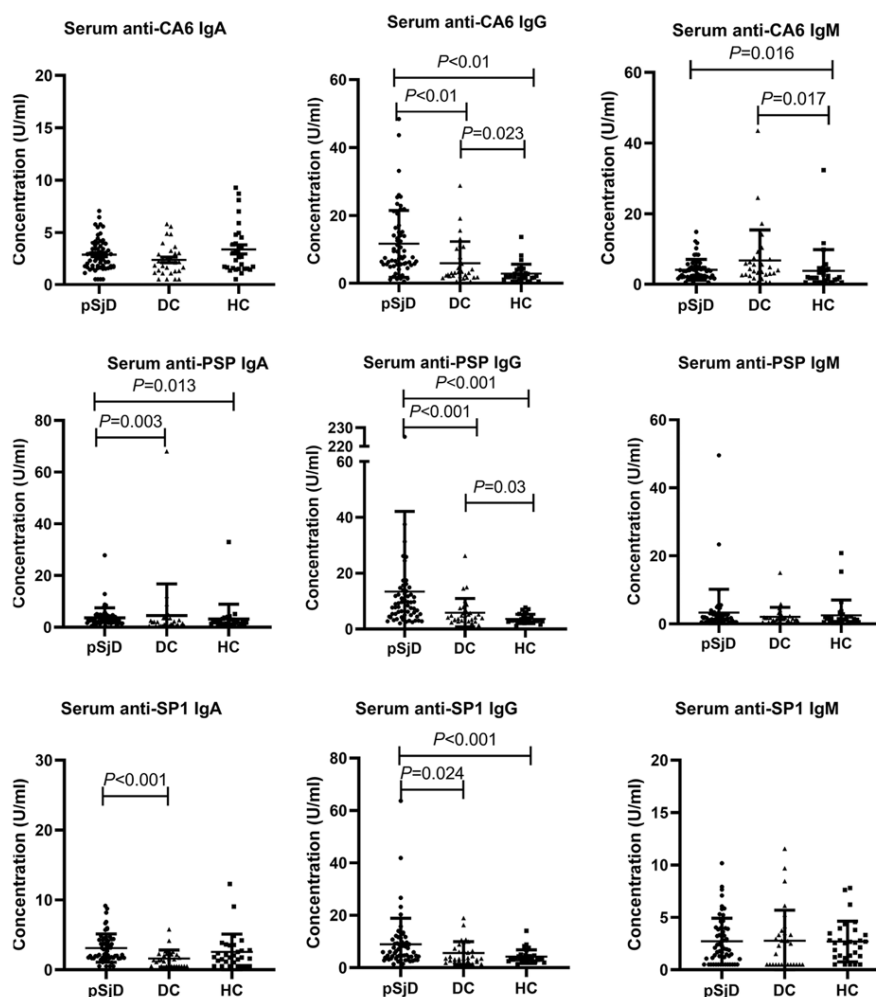 Serum anti-CA6 IgA
Concentration (U/ml)
20
15
10
5
0
pSjD DC HC
Serum anti-CA6 IgG
P<0.01
P<0.01
P=0.023
Concentration (U/ml)
60
40
20
0
pSjD DC HC
Serum anti-CA6 IgM
P=0.016
P=0.017
Concentration (U/ml)
60
40
20
0
pSjD DC HC
Serum anti-PSP IgA
P=0.013
P=0.003
Concentration (U/ml)
80
60
40
20
0
pSjD DC HC
Serum anti-PSP IgG
P<0.001
P<0.001
P=0.03
Concentration (U/ml)
230
220
60
40
20
0
pSjD DC HC
Serum anti-PSP IgM
Concentration (U/ml)
60
40
20
0
pSjD DC HC
Serum anti-SP1 IgA
P<0.001
Concentration (U/ml)
30
20
10
0
pSjD DC HC
Serum anti-SP1 IgG
P<0.001
P=0.024
Concentration (U/ml)
80
60
40
20
0
pSjD DC HC
Serum anti-SP1 IgM
Concentration (U/ml)
20
15
10
5
0
pSjD DC HC